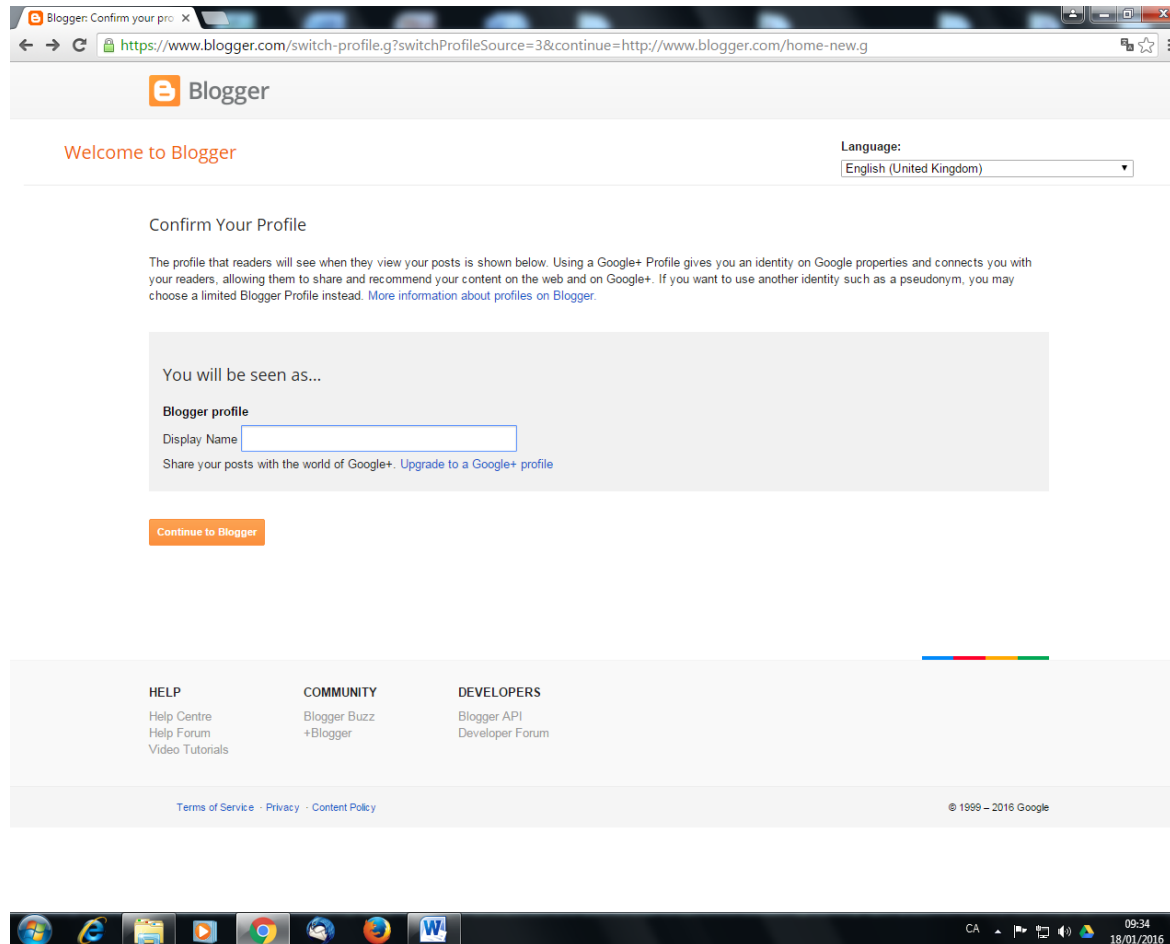 Blogger: Confirm your pro
https://www.blogger.com/switch-profile.g?switchProfileSource=3&continue=http://www.blogger.com/home-new.g
Blogger
Welcome to Blogger
Language:
English (United Kingdom)
Confirm Your Profile
The profile that readers will see when they view your posts is shown below. Using a Google+ Profile gives you an identity on Google properties and connects you with
your readers, allowing them to share and recommend your content on the web and on Google+. If you want to use another identity such as a pseudonym, you may
choose a limited Blogger Profile instead. More information about profiles on Blogger.
You will be seen as...
Blogger profile
Display Name
Share your posts with the world of Google+. Upgrade to a Google+ profile
Continue to Blogger
HELP COMMUNITY DEVELOPERS
Help Centre Blogger Buzz Blogger API
Help Forum +Blogger Developer Forum
Video Tutorials
Terms of Service - Privacy - Content Policy © 1999 – 2016 Google
CA 09:34
18/01/2016